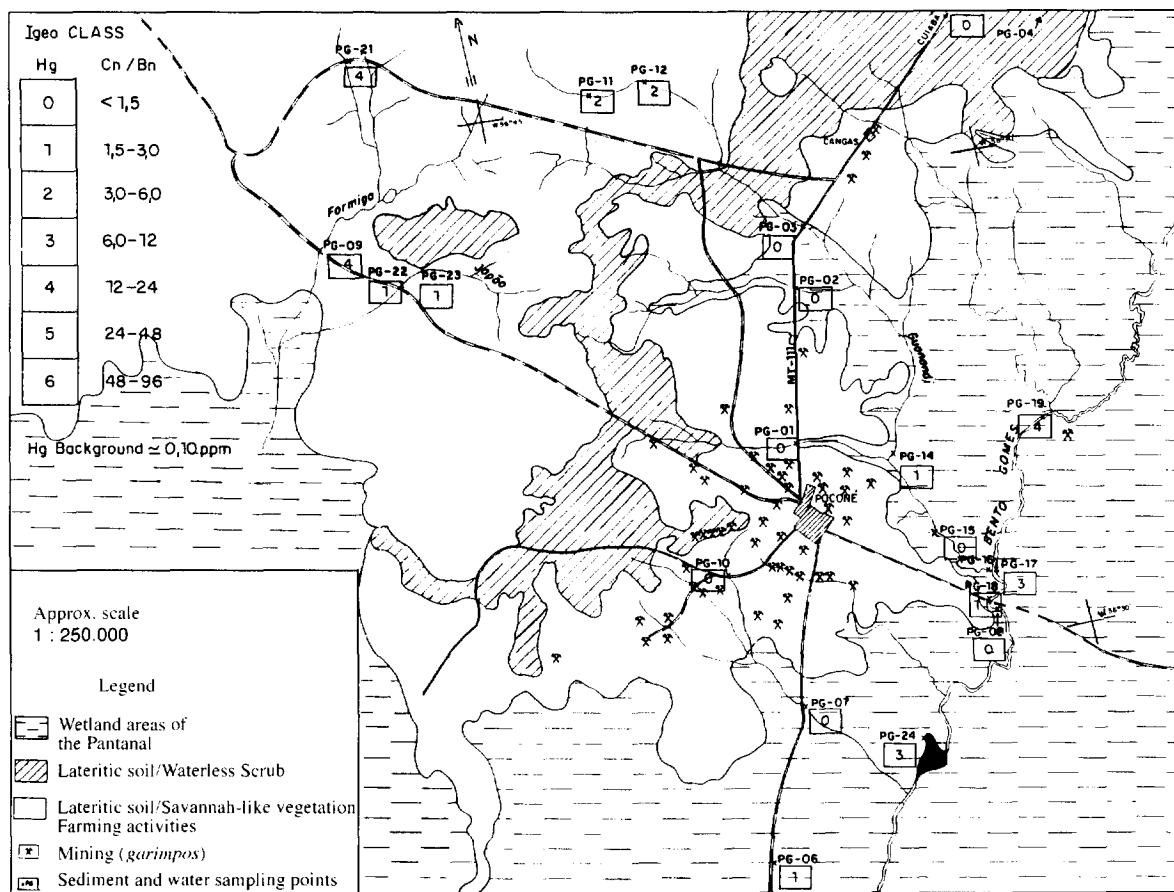 Igeo CLASS
Hg Cn/Bn
0 < 1,5
1 1,5-3,0
2 3,0-6,0
3 6,0-12
4 12-24
5 24-48
6 48-96
Hg Background ≃ 0,10 ppm
Approx. scale
1 : 250.000
Legend
Wetland areas of
the Pantanal
Lateritic soil/Waterless Scrub
Lateritic soil/Savannah-like vegetation
Farming activities
Mining (garimpos)
Sediment and water sampling points
PG-21
4
N
PG-11
2
PG-12
2
CUIABA
0
PG-04
CANGAS
Formiga
PG-09
4
PG-22
1
PG-23
1
PG-03
0
PG-02
0
MT-111
PG-01
0
POCONÉ
PG-14
1
PG-19
4
BENTO GOMES
PG-15
0
PG-16
PG-17
3
PG-18
1
PG-08
0
PG-10
0
PG-07
0
PG-24
3
PG-06
1